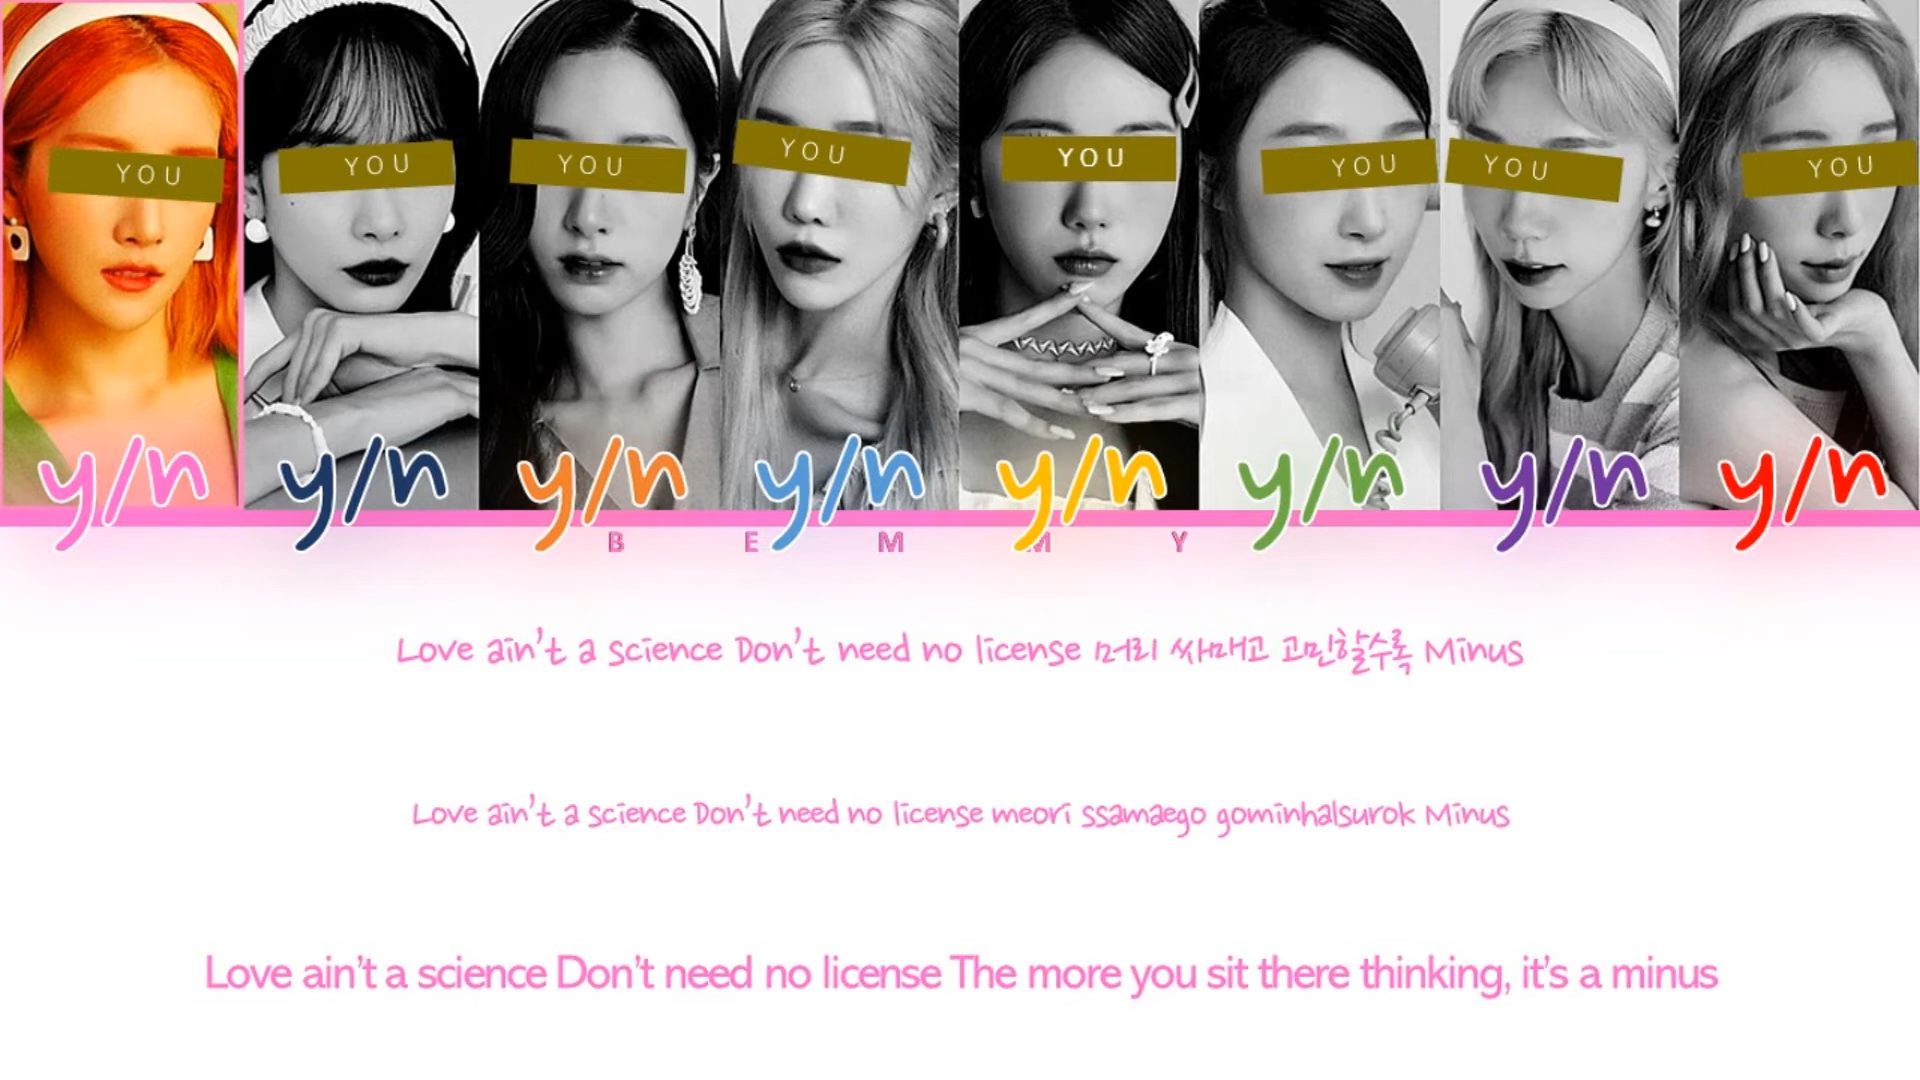 YOU YOU YOU YOU YOU YOU YOU YOU
y/n y/n y/n y/n y/n y/n y/n y/n
B E M M Y
Love ain't a science Don't need no license 머리 싸매고 고민할수록 Minus
Love ain't a science Don't need no license meori ssamaego gominhalsurok Minus
Love ain't a science Don't need no license The more you sit there thinking, it's a minus